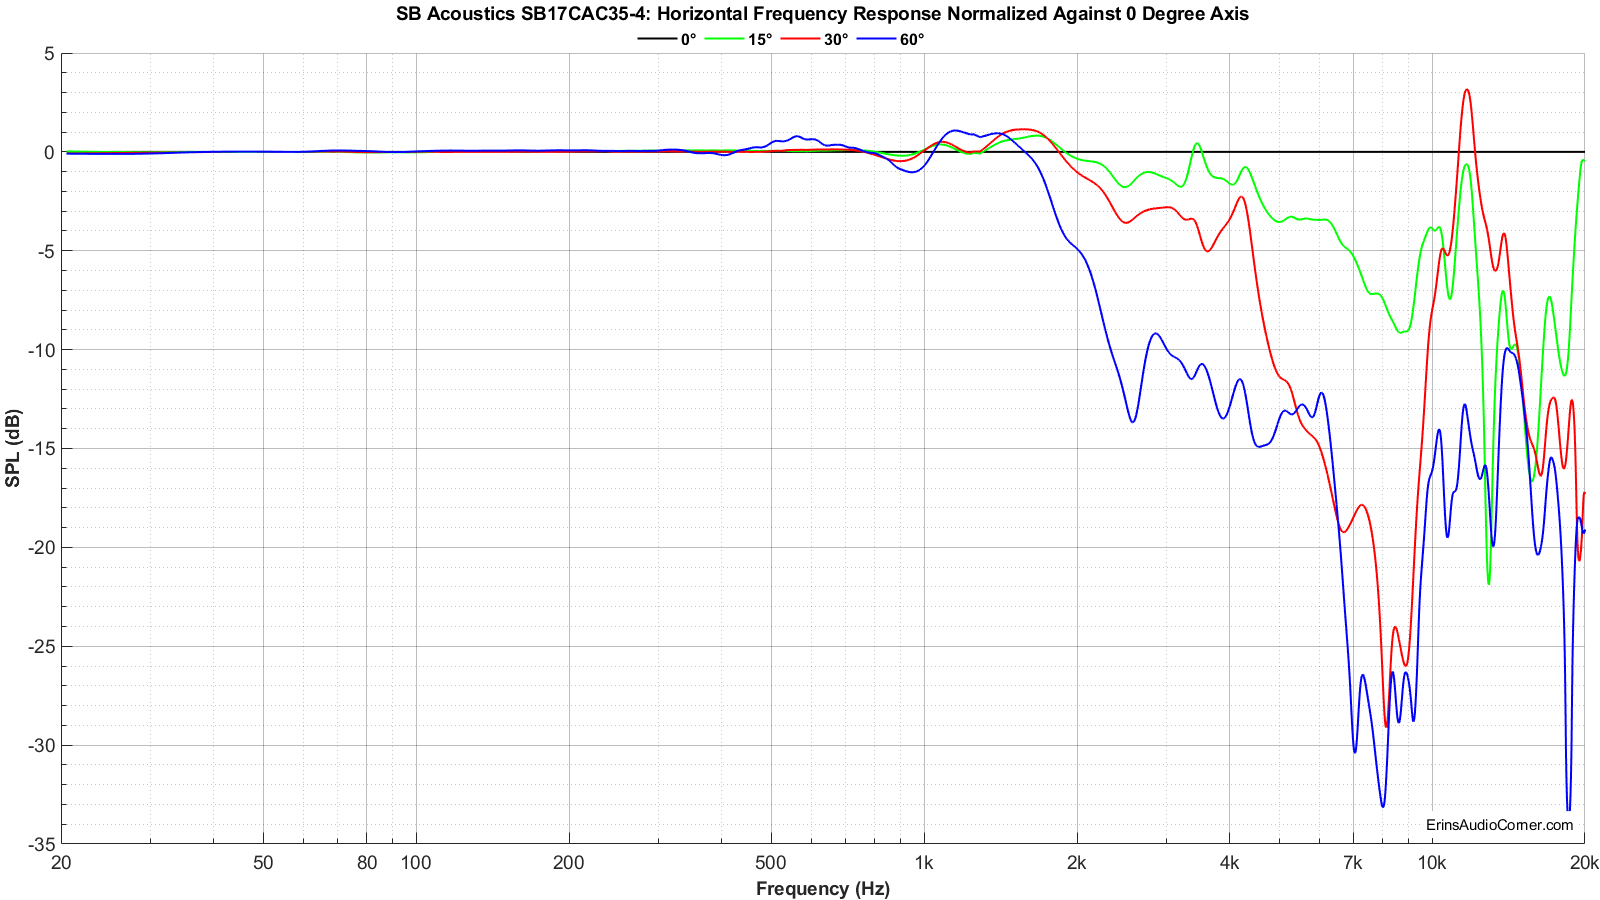 SB Acoustics SB17CAC35-4: Horizontal Frequency Response Normalized Against 0 Degree Axis
0° 15° 30° 60°
5
0
-5
-10
-15
-20
-25
-30
-35
SPL (dB)
ErinsAudioCorner.com
20 50 80 100 200 500 1k 2k 4k 7k 10k 20k
Frequency (Hz)